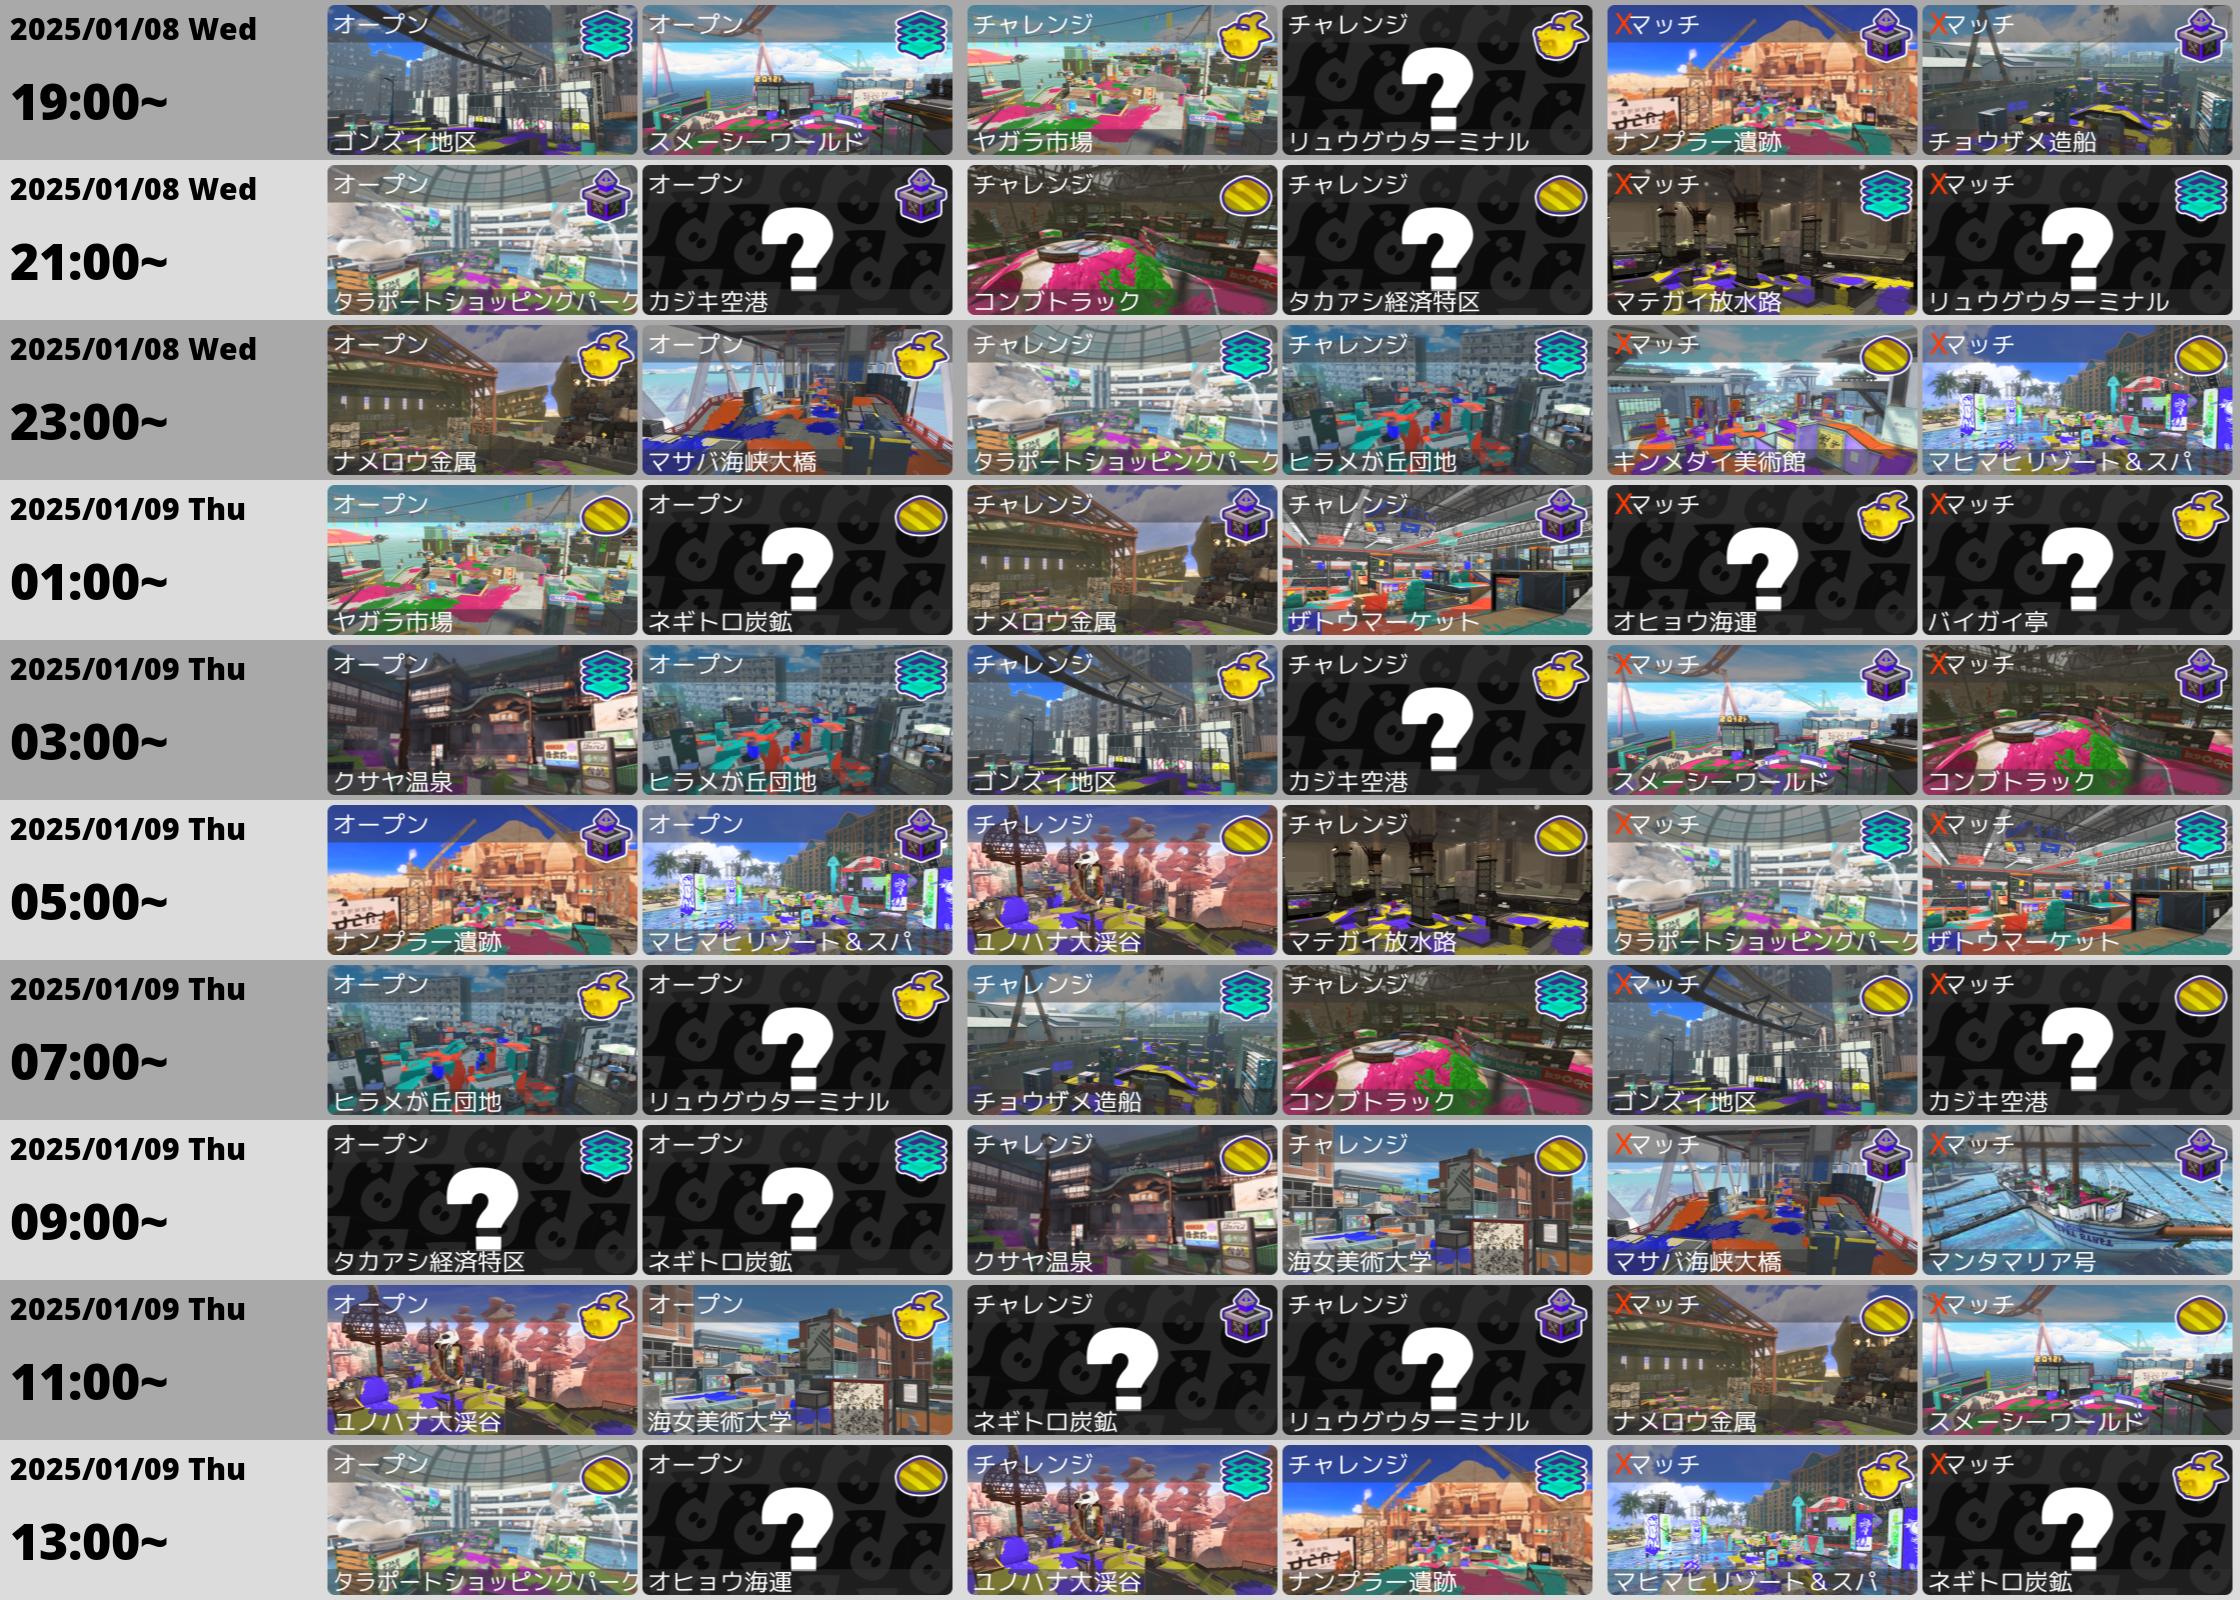 2025/01/08 Wed
19:00~
オープン
ゴンズイ地区
オープン
スメーシーワールド
チャレンジ
ヤガラ市場
チャレンジ
リュウグウターミナル
Xマッチ
ナンプラー遺跡
Xマッチ
チョウザメ造船
2025/01/08 Wed
21:00~
オープン
タラポートショッピングパーク
オープン
カジキ空港
チャレンジ
コンブトラック
チャレンジ
タカアシ経済特区
Xマッチ
マテガイ放水路
Xマッチ
リュウグウターミナル
2025/01/08 Wed
23:00~
オープン
ナメロウ金属
オープン
マサバ海峡大橋
チャレンジ
タラポートショッピングパーク
チャレンジ
ヒラメが丘団地
Xマッチ
キンメダイ美術館
Xマッチ
マヒマヒリゾート&スパ
2025/01/09 Thu
01:00~
オープン
ヤガラ市場
オープン
ネギトロ炭鉱
チャレンジ
ナメロウ金属
チャレンジ
ザトウマーケット
Xマッチ
オヒョウ海運
Xマッチ
バイガイ亭
2025/01/09 Thu
03:00~
オープン
クサヤ温泉
オープン
ヒラメが丘団地
チャレンジ
ゴンズイ地区
チャレンジ
カジキ空港
Xマッチ
スメーシーワールド
Xマッチ
コンブトラック
2025/01/09 Thu
05:00~
オープン
ナンプラー遺跡
オープン
マヒマヒリゾート&スパ
チャレンジ
ユノハナ大渓谷
チャレンジ
マテガイ放水路
Xマッチ
タラポートショッピングパーク
Xマッチ
ザトウマーケット
2025/01/09 Thu
07:00~
オープン
ヒラメが丘団地
オープン
リュウグウターミナル
チャレンジ
チョウザメ造船
チャレンジ
コンブトラック
Xマッチ
ゴンズイ地区
Xマッチ
カジキ空港
2025/01/09 Thu
09:00~
オープン
タカアシ経済特区
オープン
ネギトロ炭鉱
チャレンジ
クサヤ温泉
チャレンジ
海女美術大学
Xマッチ
マサバ海峡大橋
Xマッチ
マンタマリア号
2025/01/09 Thu
11:00~
オープン
ユノハナ大渓谷
オープン
海女美術大学
チャレンジ
ネギトロ炭鉱
チャレンジ
リュウグウターミナル
Xマッチ
ナメロウ金属
Xマッチ
スメーシーワールド
2025/01/09 Thu
13:00~
オープン
タラポートショッピングパーク
オープン
オヒョウ海運
チャレンジ
ユノハナ大渓谷
チャレンジ
ナンプラー遺跡
Xマッチ
マヒマヒリゾート&スパ
Xマッチ
ネギトロ炭鉱